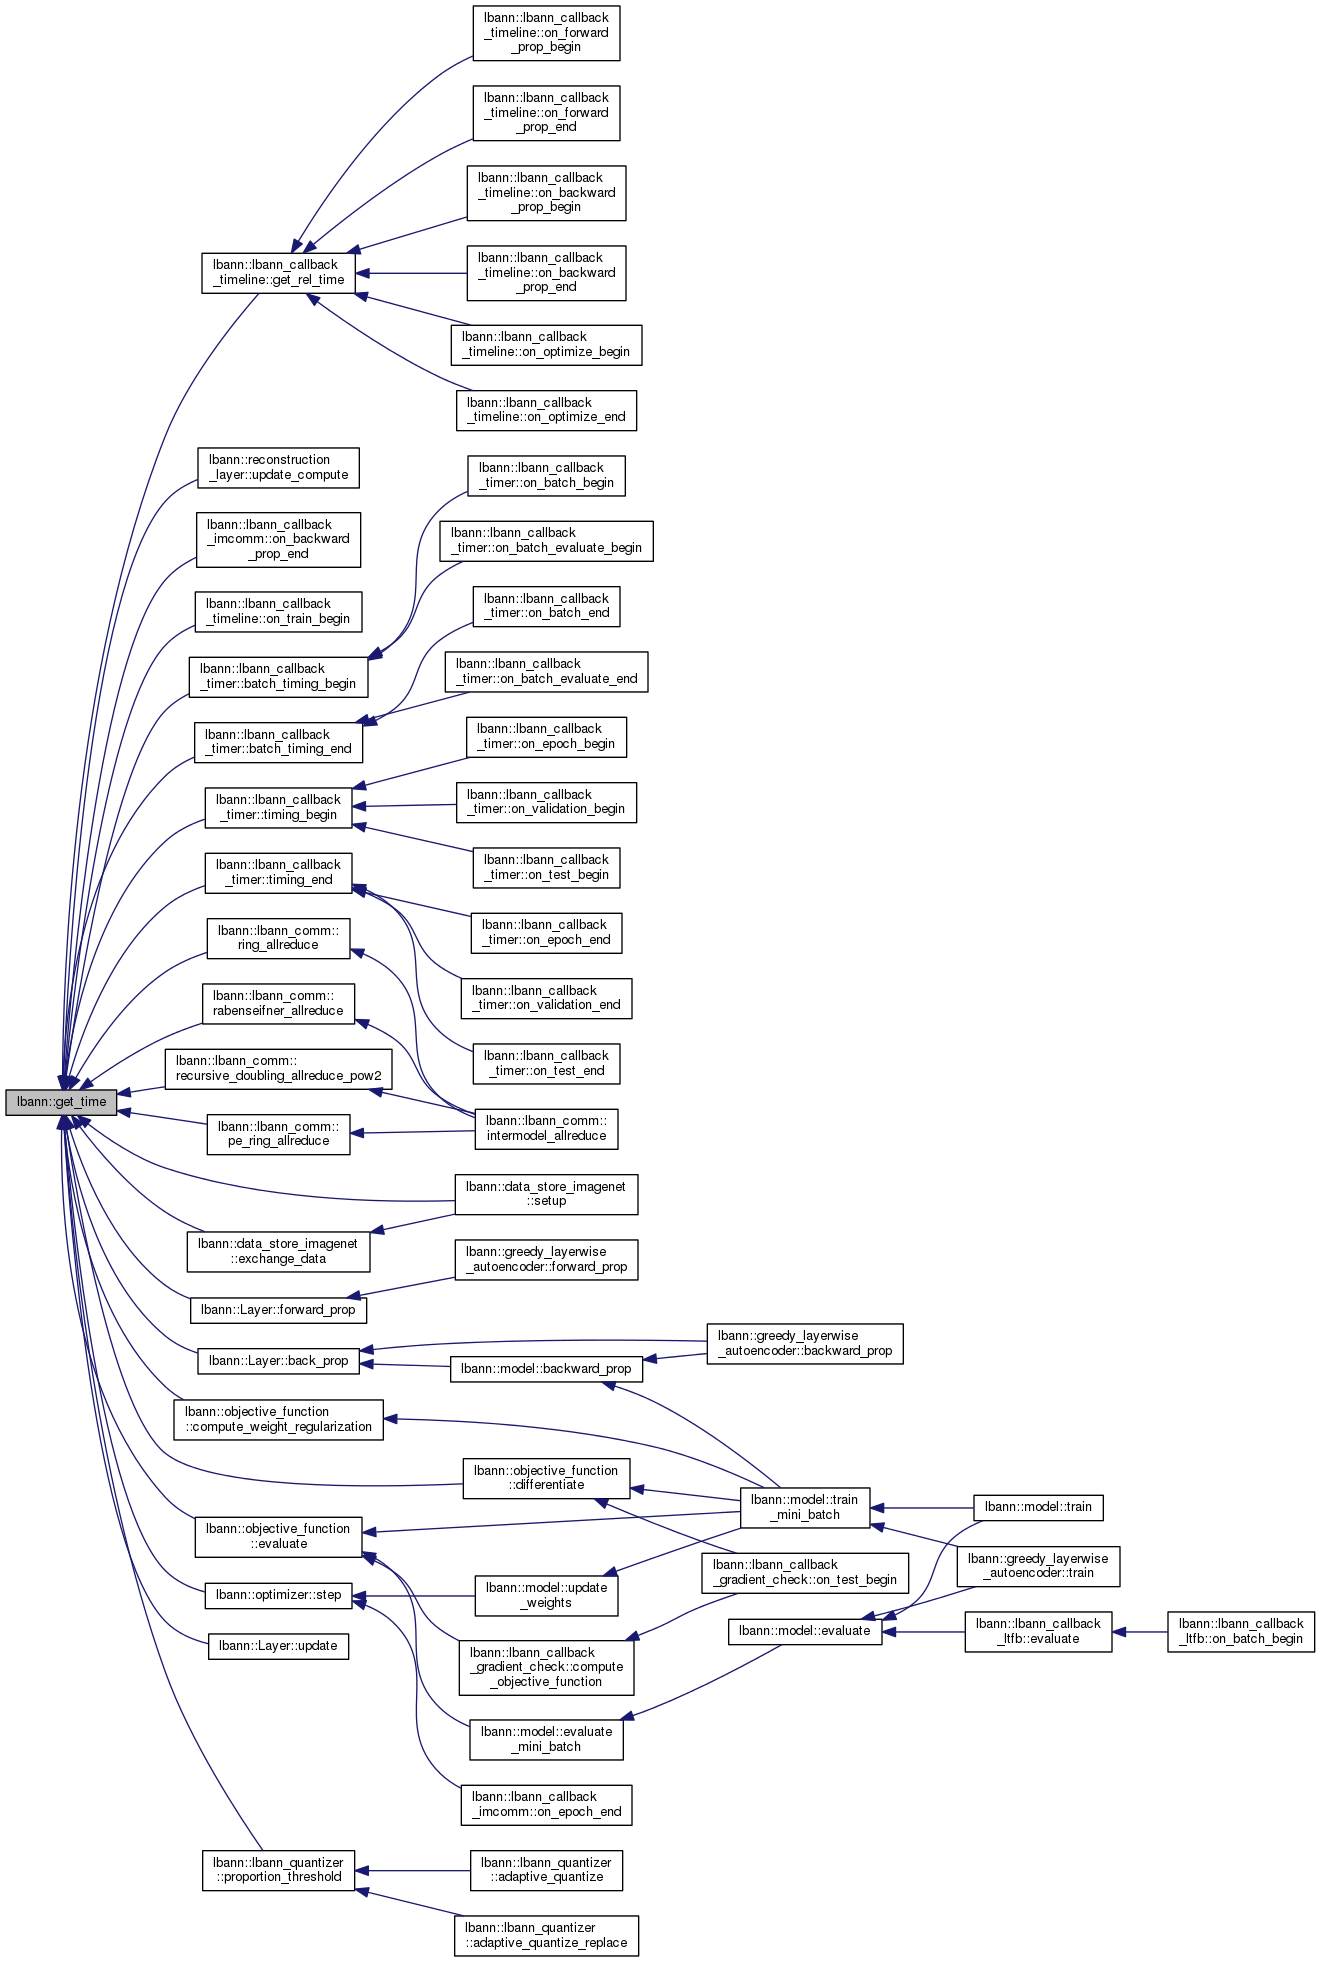 lbann::lbann_callback
_timeline::on_forward
_prop_begin
lbann::lbann_callback
_timeline::on_forward
_prop_end
lbann::lbann_callback
_timeline::on_backward
_prop_begin
lbann::lbann_callback
_timeline::get_rel_time
lbann::lbann_callback
_timeline::on_backward
_prop_end
lbann::lbann_callback
_timeline::on_optimize_begin
lbann::lbann_callback
_timeline::on_optimize_end
lbann::reconstruction
_layer::update_compute
lbann::lbann_callback
_timer::on_batch_begin
lbann::lbann_callback
_imcomm::on_backward
_prop_end
lbann::lbann_callback
_timer::on_batch_evaluate_begin
lbann::lbann_callback
_timeline::on_train_begin
lbann::lbann_callback
_timer::on_batch_end
lbann::lbann_callback
_timer::batch_timing_begin
lbann::lbann_callback
_timer::on_batch_evaluate_end
lbann::lbann_callback
_timer::batch_timing_end
lbann::lbann_callback
_timer::on_epoch_begin
lbann::lbann_callback
_timer::timing_begin
lbann::lbann_callback
_timer::on_validation_begin
lbann::lbann_callback
_timer::on_test_begin
lbann::lbann_callback
_timer::timing_end
lbann::lbann_callback
_timer::on_epoch_end
lbann::lbann_comm::
ring_allreduce
lbann::lbann_callback
_timer::on_validation_end
lbann::lbann_comm::
rabenseifner_allreduce
lbann::lbann_callback
_timer::on_test_end
lbann::lbann_comm::
recursive_doubling_allreduce_pow2
lbann::get_time
lbann::lbann_comm::
pe_ring_allreduce
lbann::lbann_comm::
intermodel_allreduce
lbann::data_store_imagenet
::setup
lbann::data_store_imagenet
::exchange_data
lbann::greedy_layerwise
_autoencoder::forward_prop
lbann::Layer::forward_prop
lbann::greedy_layerwise
_autoencoder::backward_prop
lbann::Layer::back_prop
lbann::model::backward_prop
lbann::objective_function
::compute_weight_regularization
lbann::objective_function
::differentiate
lbann::model::train
_mini_batch
lbann::model::train
lbann::objective_function
::evaluate
lbann::lbann_callback
_gradient_check::on_test_begin
lbann::greedy_layerwise
_autoencoder::train
lbann::optimizer::step
lbann::model::update
_weights
lbann::model::evaluate
lbann::lbann_callback
_ltfb::evaluate
lbann::lbann_callback
_ltfb::on_batch_begin
lbann::Layer::update
lbann::lbann_callback
_gradient_check::compute
_objective_function
lbann::model::evaluate
_mini_batch
lbann::lbann_callback
_imcomm::on_epoch_end
lbann::lbann_quantizer
::proportion_threshold
lbann::lbann_quantizer
::adaptive_quantize
lbann::lbann_quantizer
::adaptive_quantize_replace